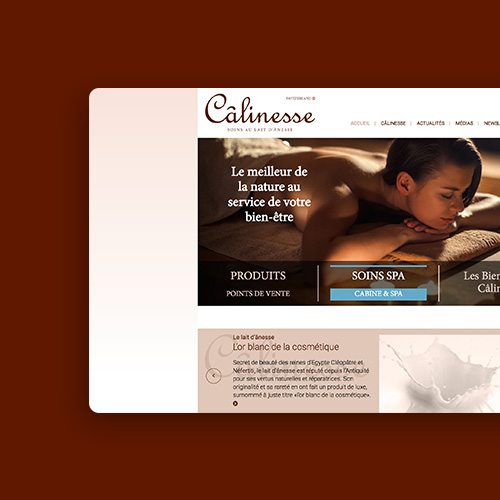 PARTICULIERS
Câlinesse
SOINS AU LAIT D'ÂNESSE
ACCUEIL | CÂLINESSE | ACTUALITÉS | MÉDIAS | NEWSL
Le meilleur de
la nature au
service de votre
bien-être
PRODUITS
POINTS DE VENTE
SOINS SPA
CABINE & SPA
Les Bien
Câlin
Le lait d'ânesse
L'or blanc de la cosmétique
Secret de beauté des reines d'Egypte Cléopâtre et
Néfertiti, le lait d'ânesse est réputé depuis l'Antiquité
pour ses vertus naturelles et réparatrices. Son
originalité et sa rareté en ont fait un produit de luxe,
surnommé à juste titre «l'or blanc de la cosmétique».